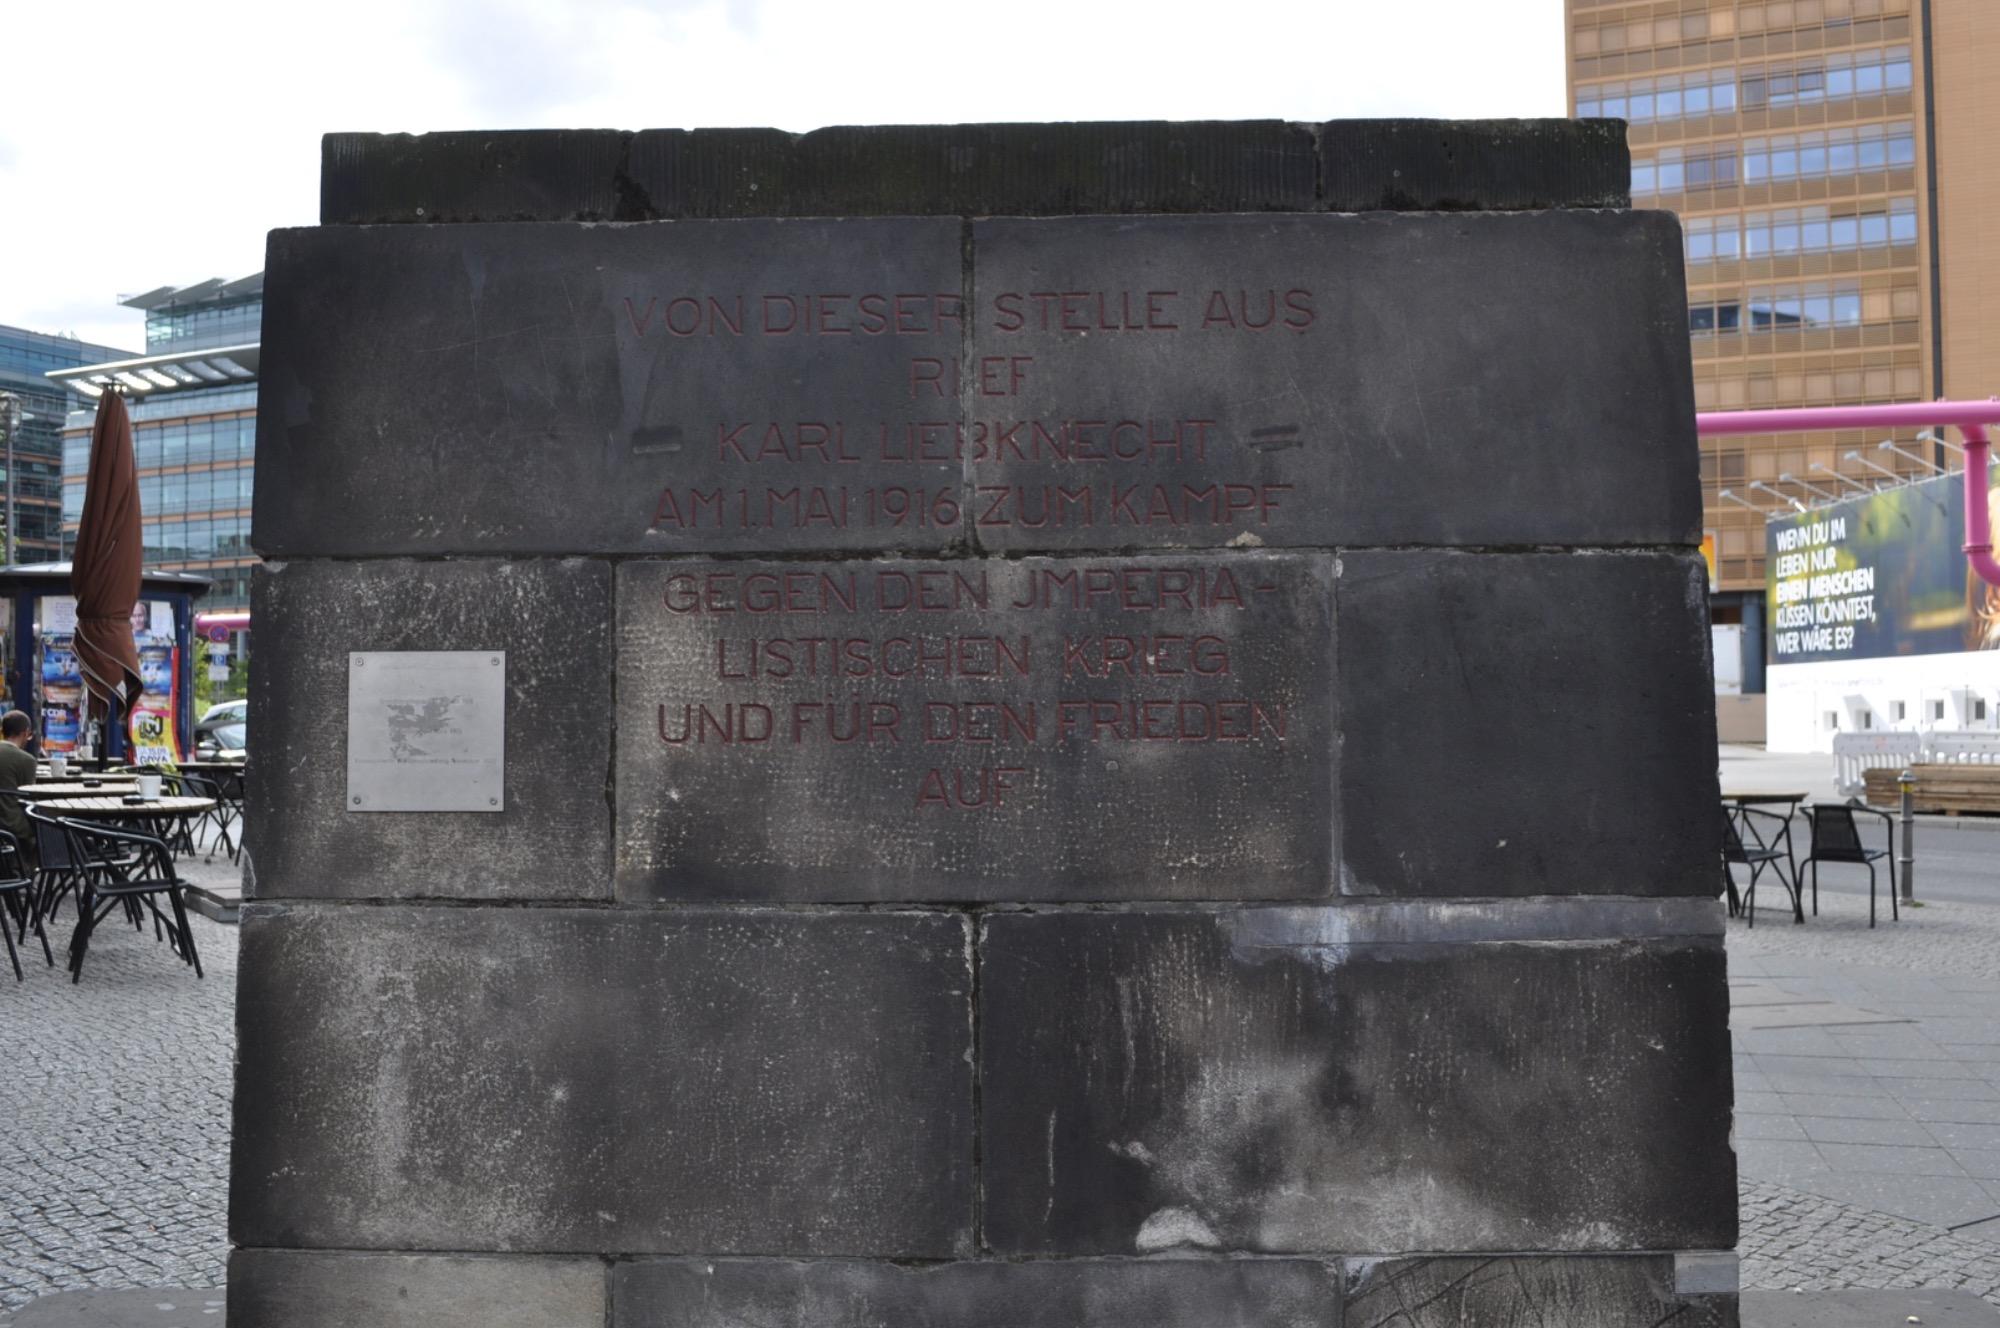 VON DIESER STELLE AUS
RIEF
KARL LIEBKNECHT
AM 1. MAI 1916 ZUM KAMPF
GEGEN DEN JMPERIA-
LISTISCHEN KRIEG
UND FÜR DEN FRIEDEN
AUF
WENN DU IM
LEBEN NUR
EINEN MENSCHEN
KÜSSEN KÖNNTEST,
WER WÄRE ES?